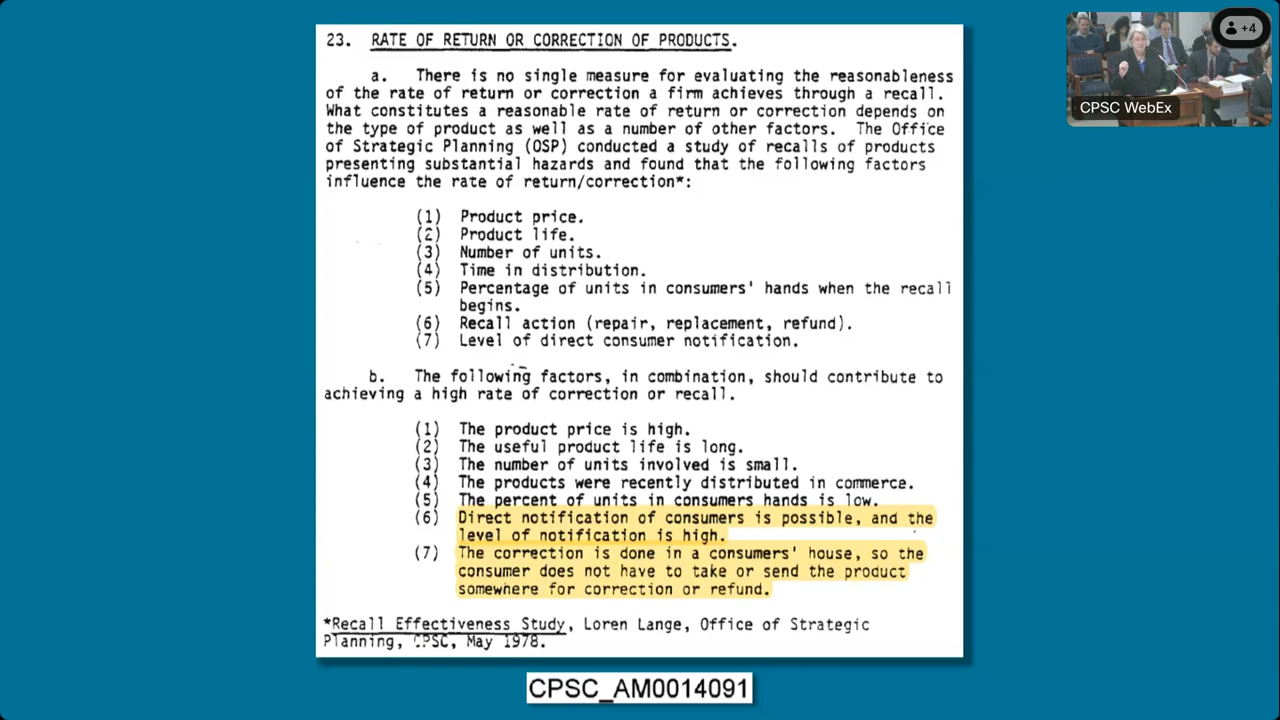 23. RATE OF RETURN OR CORRECTION OF PRODUCTS.
a. There is no single measure for evaluating the reasonableness
of the rate of return or correction a firm achieves through a recall.
What constitutes a reasonable rate of return or correction depends on
the type of product as well as a number of other factors. The Office
of Strategic Planning (OSP) conducted a study of recalls of products
presenting substantial hazards and found that the following factors
influence the rate of return/correction*:
(1) Product price.
(2) Product life.
(3) Number of units.
(4) Time in distribution.
(5) Percentage of units in consumers' hands when the recall
begins.
(6) Recall action (repair, replacement, refund).
(7) Level of direct consumer notification.
b. The following factors, in combination, should contribute to
achieving a high rate of correction or recall.
(1) The product price is high.
(2) The useful product life is long.
(3) The number of units involved is small.
(4) The products were recently distributed in commerce.
(5) The percent of units in consumers hands is low.
(6) Direct notification of consumers is possible, and the
level of notification is high.
(7) The correction is done in a consumers' house, so the
consumer does not have to take or send the product
somewhere for correction or refund.
*Recall Effectiveness Study, Loren Lange, Office of Strategic
Planning, CPSC, May 1978.
CPSC_AM0014091
+4
CPSC WebEx